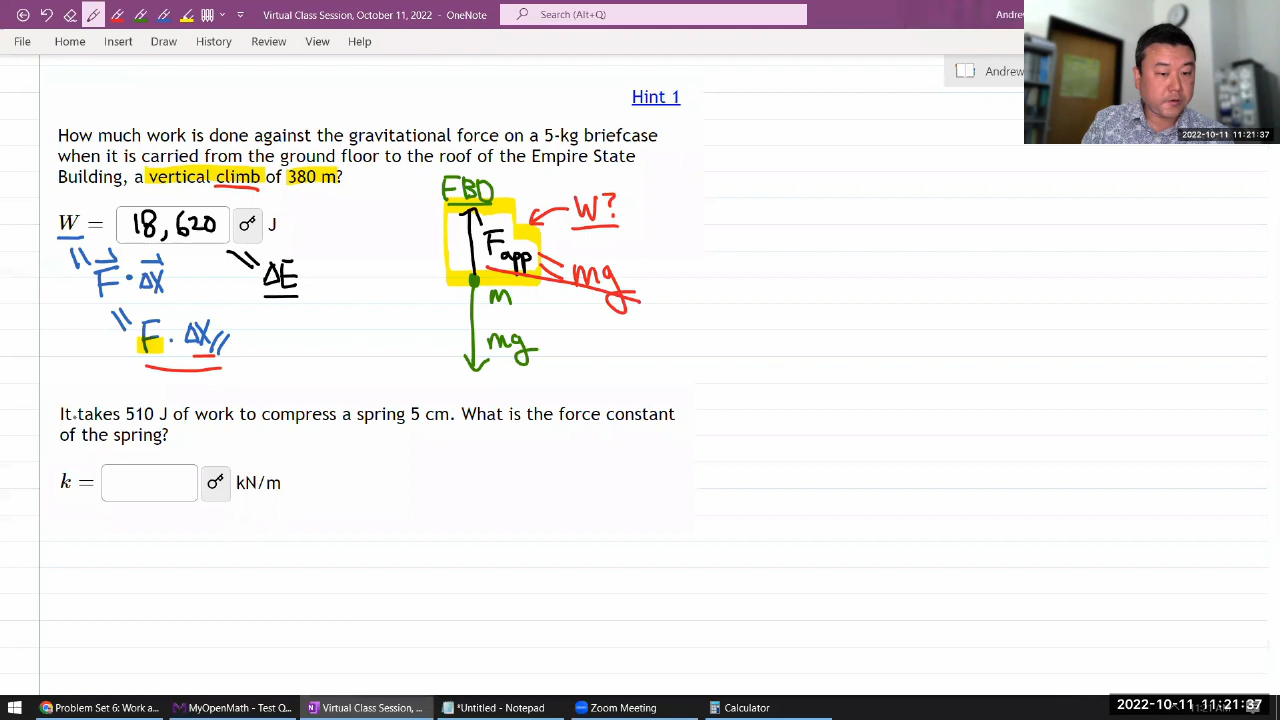 Virtual Class Session, October 11, 2022 - OneNote
Search (Alt+Q)
Andrew
File Home Insert Draw History Review View Help
Andrew
2022-10-11 11:21:37
Hint 1
How much work is done against the gravitational force on a 5-kg briefcase
when it is carried from the ground floor to the roof of the Empire State
Building, a vertical climb of 380 m?
FBD
W?
W = 18,620 J
F app
F · ΔX
ΔE
mg
m
F · ΔX
mg
It takes 510 J of work to compress a spring 5 cm. What is the force constant
of the spring?
k = kN/m
Problem Set 6: Work a...
MyOpenMath - Test Q...
Virtual Class Session, ...
*Untitled - Notepad
Zoom Meeting
Calculator
2022-10-11 11:21:37